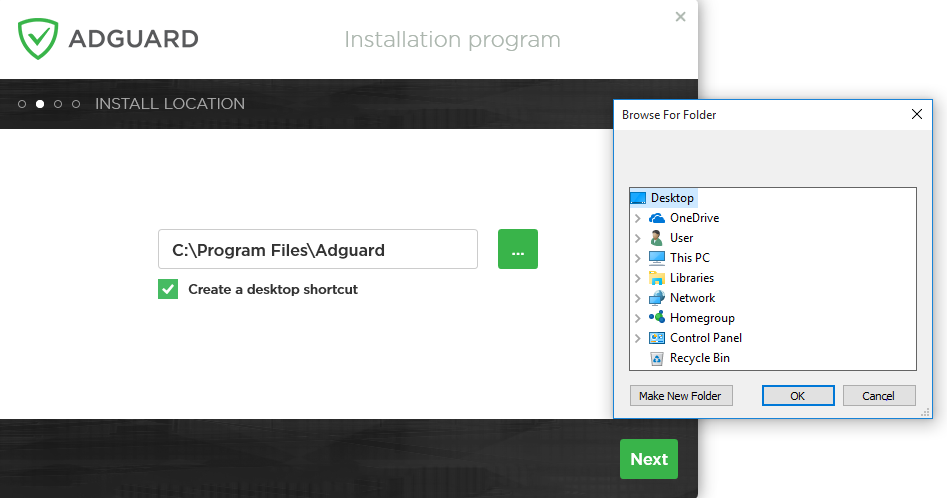 ADGUARD
Installation program
INSTALL LOCATION
C:\Program Files\Adguard
...
Create a desktop shortcut
Next
Browse For Folder
Desktop
OneDrive
User
This PC
Libraries
Network
Homegroup
Control Panel
Recycle Bin
Make New Folder
OK
Cancel